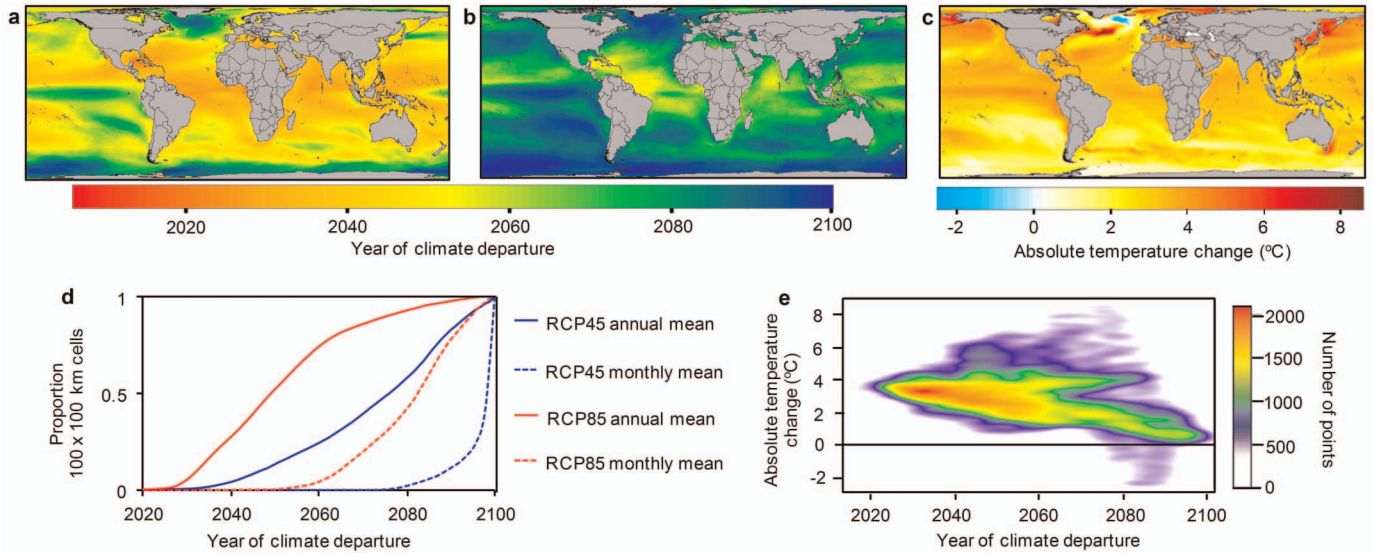 a
b
c
2020 2040 2060 2080 2100
Year of climate departure
-2 0 2 4 6 8
Absolute temperature change (ºC)
d
1
0.5
0
Proportion
100 x 100 km cells
2020 2040 2060 2080 2100
Year of climate departure
RCP45 annual mean
RCP45 monthly mean
RCP85 annual mean
RCP85 monthly mean
e
8
6
4
2
0
-2
Absolute temperature
change (ºC)
2020 2040 2060 2080 2100
Year of climate departure
2000
1500
1000
500
0
Number of points